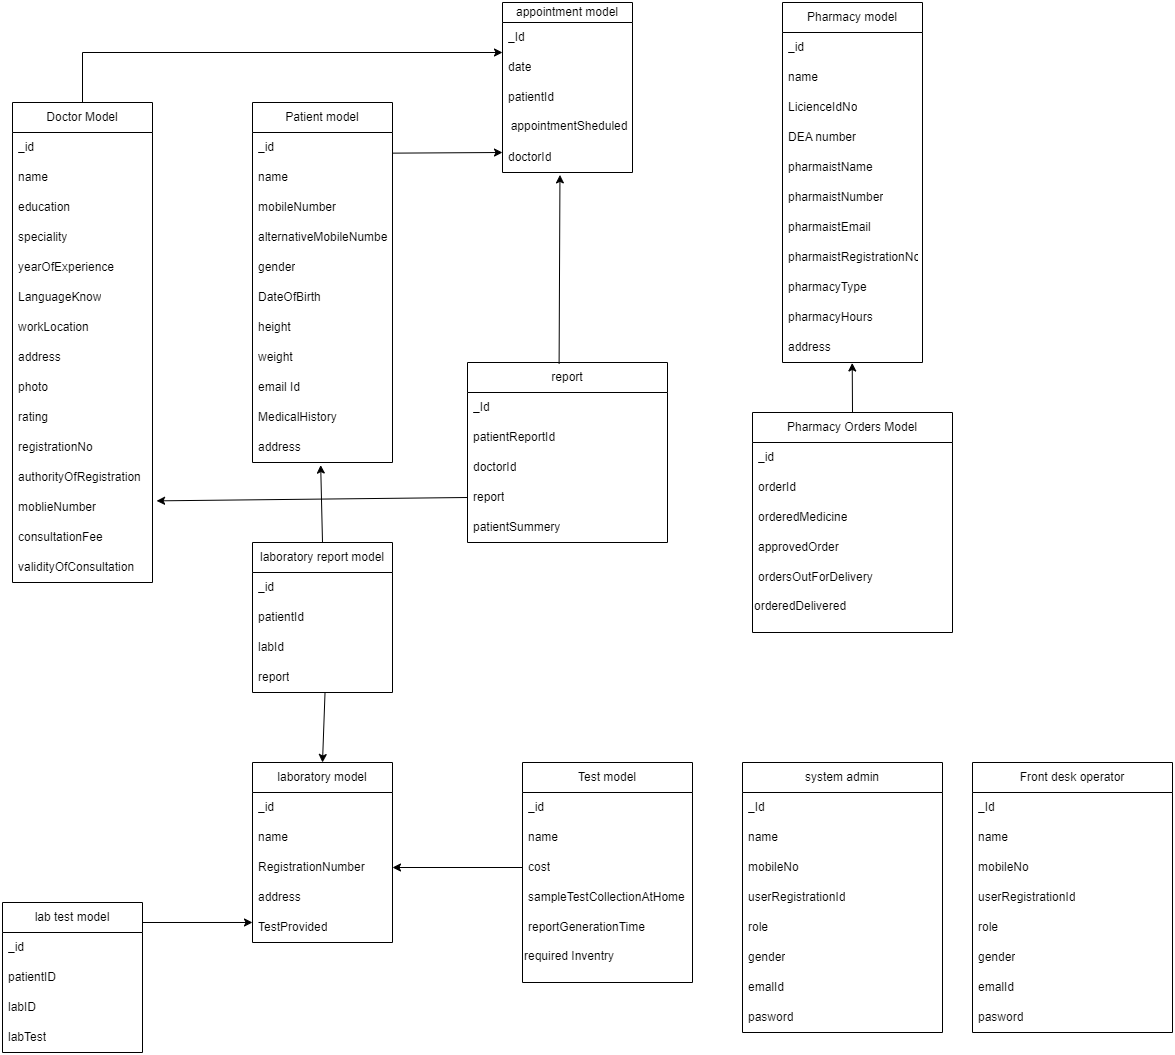 appointment model
_Id
date
patientId
appointmentSheduled
doctorId
Pharmacy model
_id
name
LicienceIdNo
DEA number
pharmaistName
pharmaistNumber
pharmaistEmail
pharmaistRegistrationNo
pharmacyType
pharmacyHours
address
Doctor Model
_id
name
education
speciality
yearOfExperience
LanguageKnow
workLocation
address
photo
rating
registrationNo
authorityOfRegistration
moblieNumber
consultationFee
validityOfConsultation
Patient model
_id
name
mobileNumber
alternativeMobileNumbe
gender
DateOfBirth
height
weight
email Id
MedicalHistory
address
report
_Id
patientReportId
doctorId
report
patientSummery
Pharmacy Orders Model
_id
orderId
orderedMedicine
approvedOrder
ordersOutForDelivery
orderedDelivered
laboratory report model
_id
patientId
labId
report
laboratory model
_id
name
RegistrationNumber
address
TestProvided
Test model
_id
name
cost
sampleTestCollectionAtHome
reportGenerationTime
required Inventry
system admin
_Id
name
mobileNo
userRegistrationId
role
gender
emalId
pasword
Front desk operator
_Id
name
mobileNo
userRegistrationId
role
gender
emalId
pasword
lab test model
_id
patientID
labID
labTest